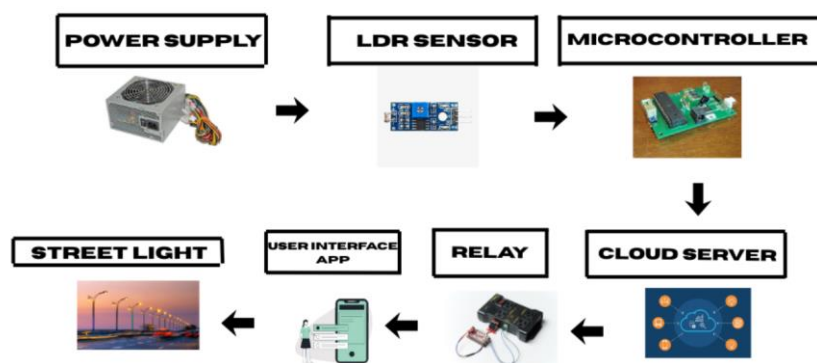 POWER SUPPLY
LDR SENSOR
MICROCONTROLLER
STREET LIGHT
USER INTERFACE
APP
RELAY
CLOUD SERVER